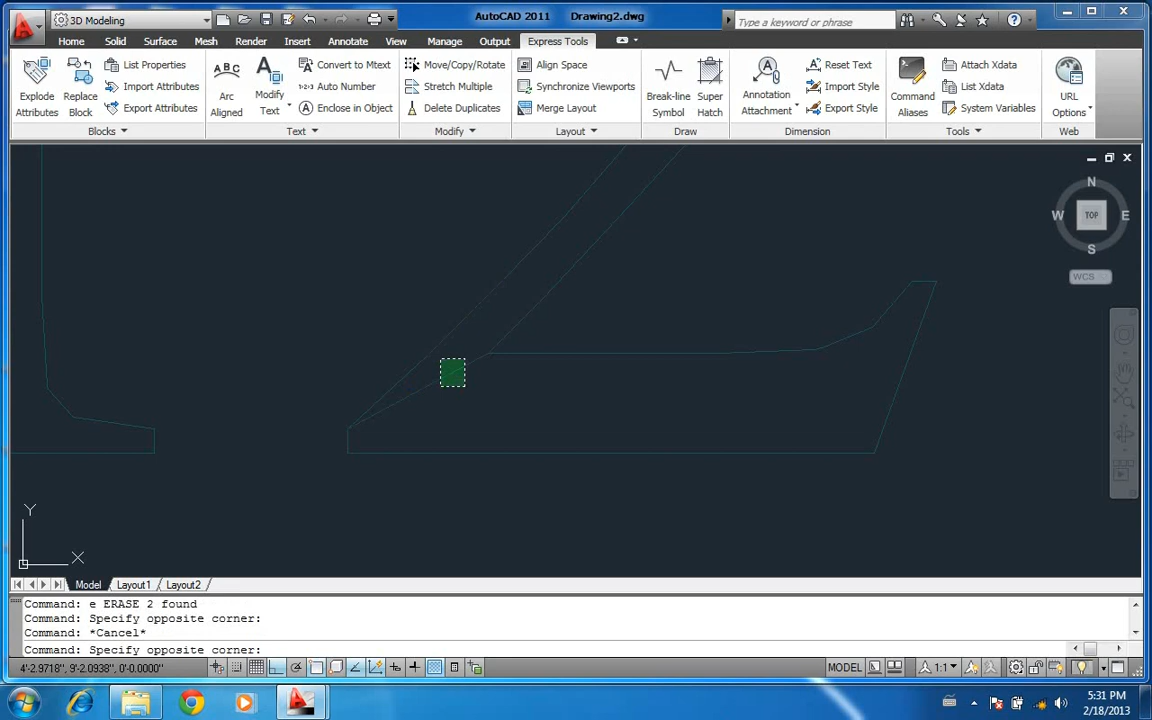 AutoCAD 2011 Drawing2.dwg
3D Modeling
Type a keyword or phrase
Home Solid Surface Mesh Render Insert Annotate View Manage Output Express Tools
Explode Attributes
Replace Block
List Properties
Import Attributes
Export Attributes
Blocks
Arc Aligned
Modify Text
Convert to Mtext
Auto Number
Enclose in Object
Text
Move/Copy/Rotate
Stretch Multiple
Delete Duplicates
Modify
Align Space
Synchronize Viewports
Merge Layout
Layout
Break-line Symbol
Super Hatch
Draw
Annotation Attachment
Reset Text
Import Style
Export Style
Dimension
Command Aliases
Attach Xdata
List Xdata
System Variables
Tools
URL Options
Web
N
W TOP E
S
WCS
Y
X
Model Layout1 Layout2
Command: e ERASE 2 found
Command: Specify opposite corner:
Command: *Cancel*
Command: Specify opposite corner:
4'-2.9718", 9'-2.0938", 0'-0.0000"
MODEL
1:1
5:31 PM
2/18/2013